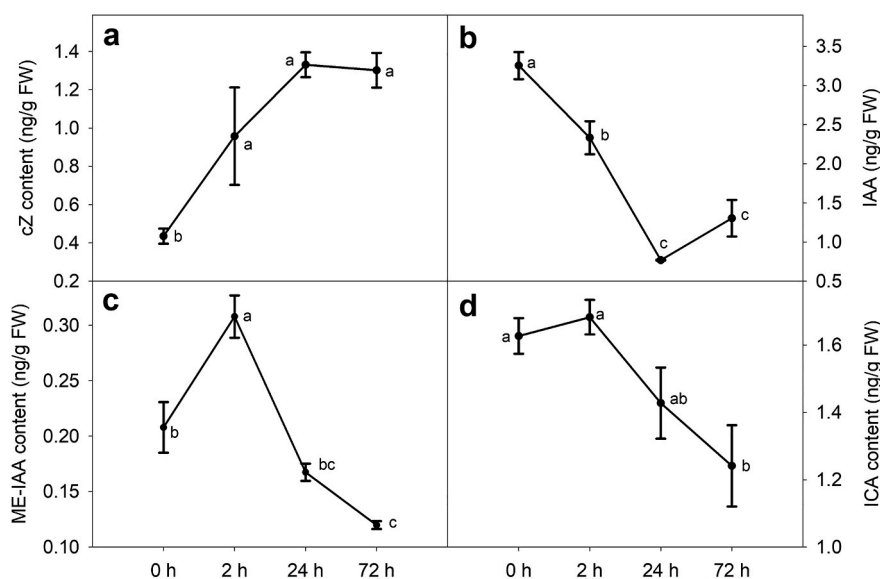 a
cZ content (ng/g FW)
1.4
1.2
1.0
0.8
0.6
0.4
0.2
b
a
a
a
b
IAA (ng/g FW)
3.5
3.0
2.5
2.0
1.5
1.0
0.5
a
b
c
c
c
ME-IAA content (ng/g FW)
0.30
0.25
0.20
0.15
0.10
b
a
bc
c
0 h 2 h 24 h 72 h
d
ICA content (ng/g FW)
1.6
1.4
1.2
1.0
a
a
ab
b
0 h 2 h 24 h 72 h